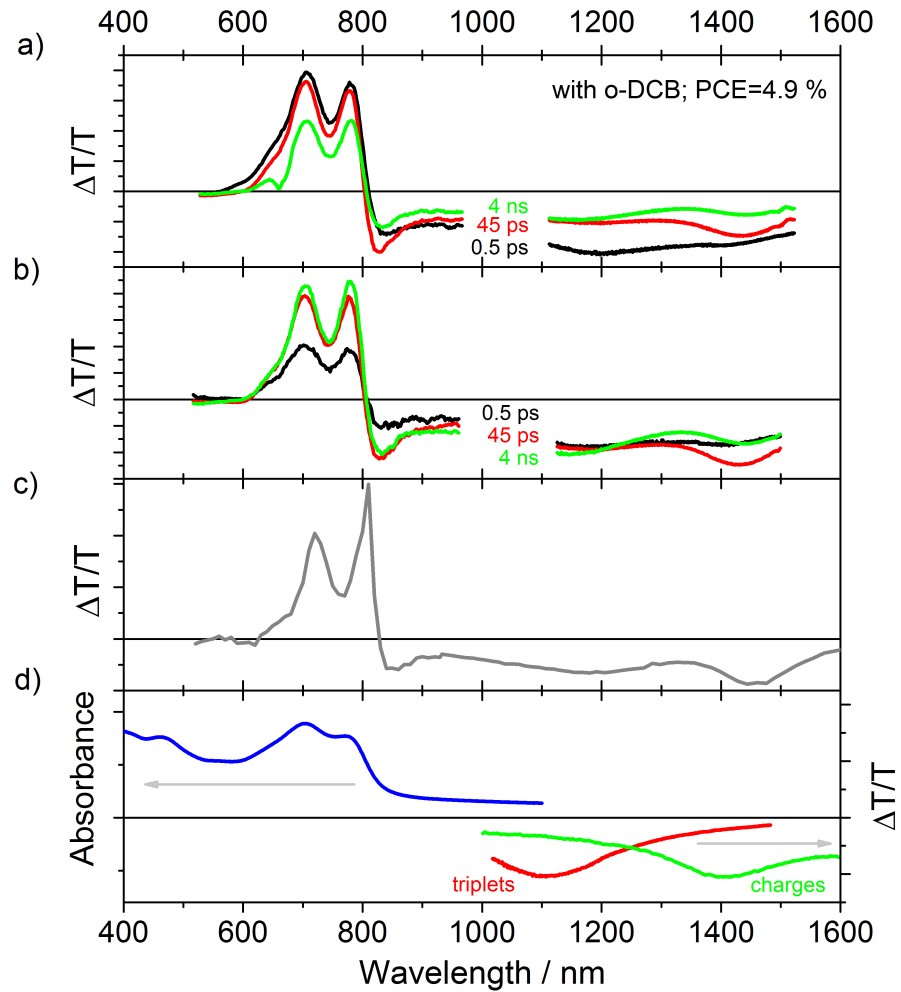 400 600 800 1000 1200 1400 1600
a)
with o-DCB; PCE=4.9 %
ΔT/T
4 ns
45 ps
0.5 ps
b)
ΔT/T
0.5 ps
45 ps
4 ns
c)
ΔT/T
d)
Absorbance
ΔT/T
triplets
charges
400 600 800 1000 1200 1400 1600
Wavelength / nm